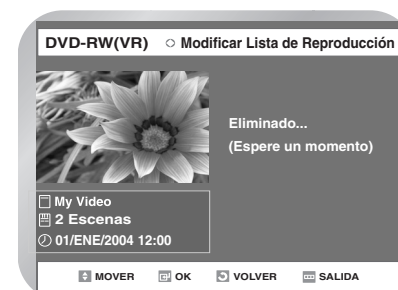 DVD-RW(VR) Modificar Lista de Reproducción
Eliminado...
(Espere un momento)
My Video
2 Escenas
01/ENE/2004 12:00
MOVER OK VOLVER SALIDA